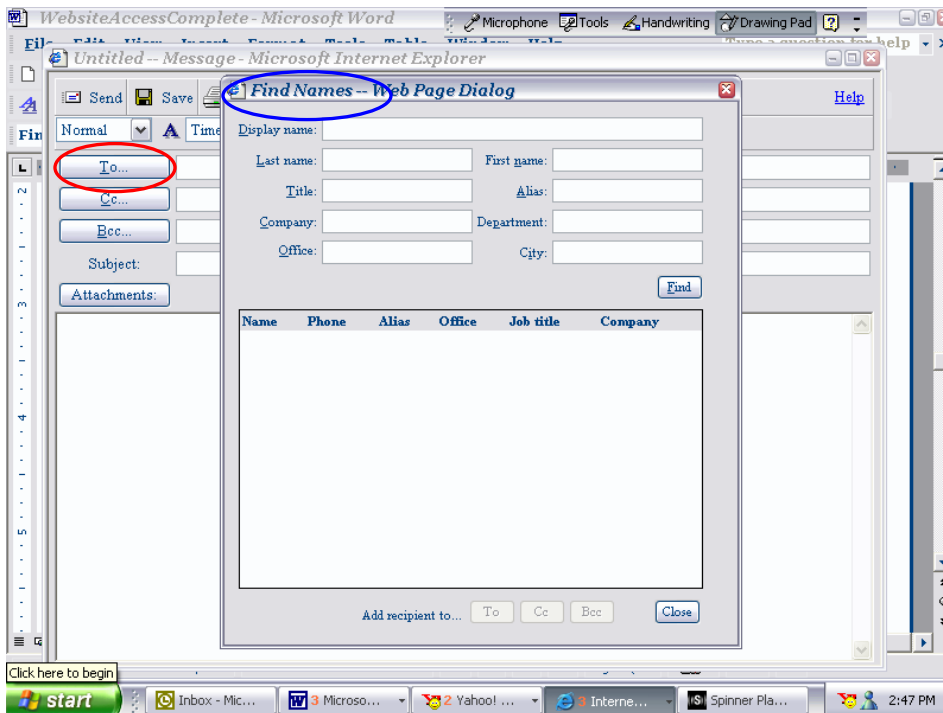 WebsiteAccessComplete - Microsoft Word
Microphone Tools Handwriting Drawing Pad
Untitled -- Message - Microsoft Internet Explorer
Find Names -- Web Page Dialog
Send Save Help
Normal A
Display name:
To...
Last name: First name:
Cc...
Title: Alias:
Bcc...
Company: Department:
Subject:
Office: City:
Attachments:
Find
Name Phone Alias Office Job title Company
Add recipient to... To Cc Bcc Close
Click here to begin
start Inbox - Mic... 3 Microso... 2 Yahoo! ... 3 Interne... Spinner Pla... 2:47 PM